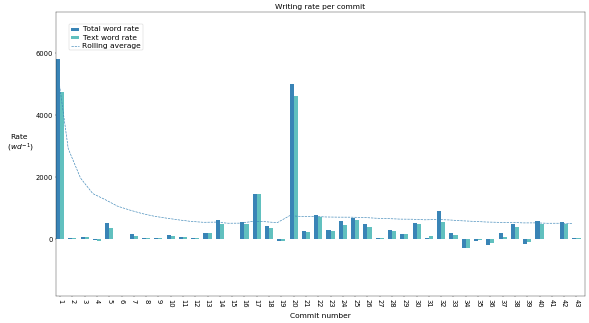 Writing rate per commit
Total word rate
Text word rate
Rolling average
6000
4000
2000
0
Rate
(wd⁻¹)
1 2 3 4 5 6 7 8 9 10 11 12 13 14 15 16 17 18 19 20 21 22 23 24 25 26 27 28 29 30 31 32 33 34 35 36 37 38 39 40 41 42 43
Commit number